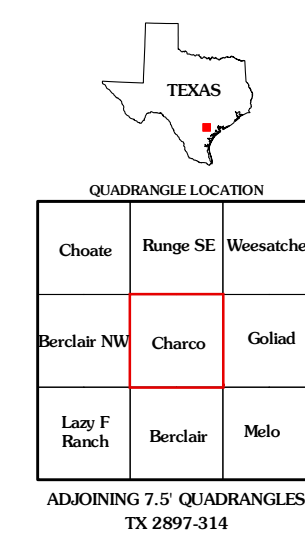 TEXAS
QUADRANGLE LOCATION
Choate
Runge SE
Weesatche
Berclair NW
Charco
Goliad
Lazy F
Ranch
Berclair
Melo
ADJOINING 7.5' QUADRANGLES
TX 2897-314